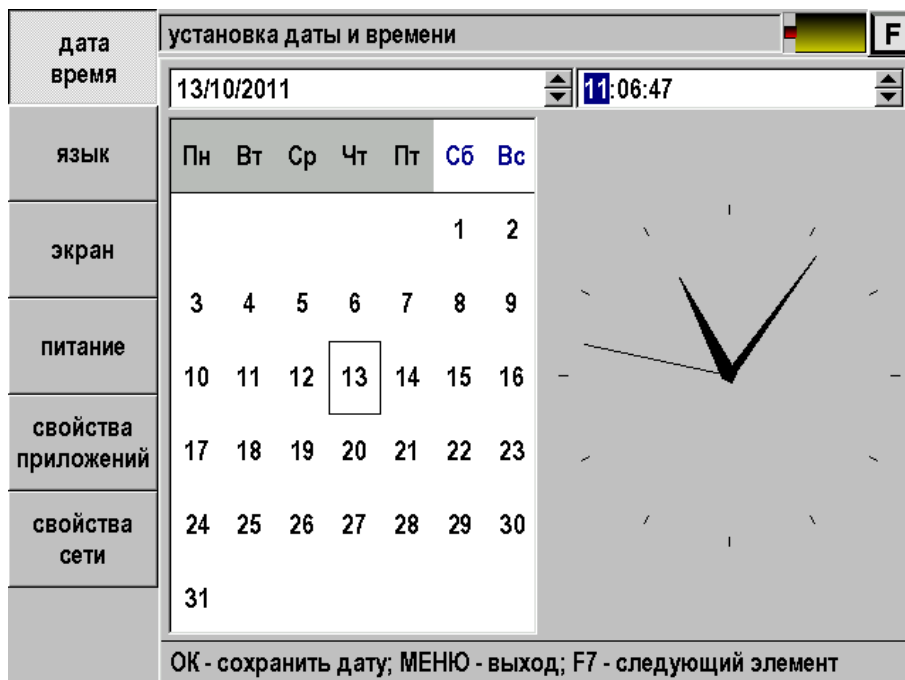 дата
время
язык
экран
питание
свойства
приложений
свойства
сети
установка даты и времени
F
13/10/2011
11:06:47
Пн Вт Ср Чт Пт Сб Вс
1 2
3 4 5 6 7 8 9
10 11 12 13 14 15 16
17 18 19 20 21 22 23
24 25 26 27 28 29 30
31
ОК - сохранить дату; МЕНЮ - выход; F7 - следующий элемент